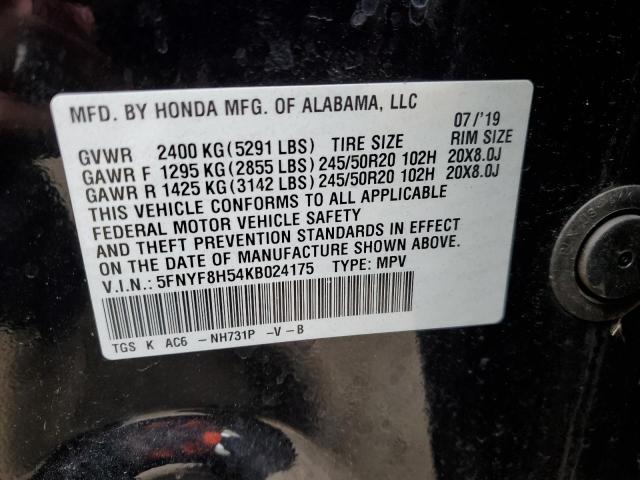 MFD. BY HONDA MFG. OF ALABAMA, LLC
07/'19
GVWR 2400 KG(5291 LBS) TIRE SIZE RIM SIZE
GAWR F 1295 KG(2855 LBS)245/50R20 102H 20X8.0J
GAWR R 1425 KG(3142 LBS)245/50R20 102H 20X8.0J
THIS VEHICLE CONFORMS TO ALL APPLICABLE
FEDERAL MOTOR VEHICLE SAFETY
AND THEFT PREVENTION STANDARDS IN EFFECT
ON THE DATE OF MANUFACTURE SHOWN ABOVE.
V.I.N.: 5FNYF8H54KB024175 TYPE: MPV
TGS K AC6 - NH731P -V-B